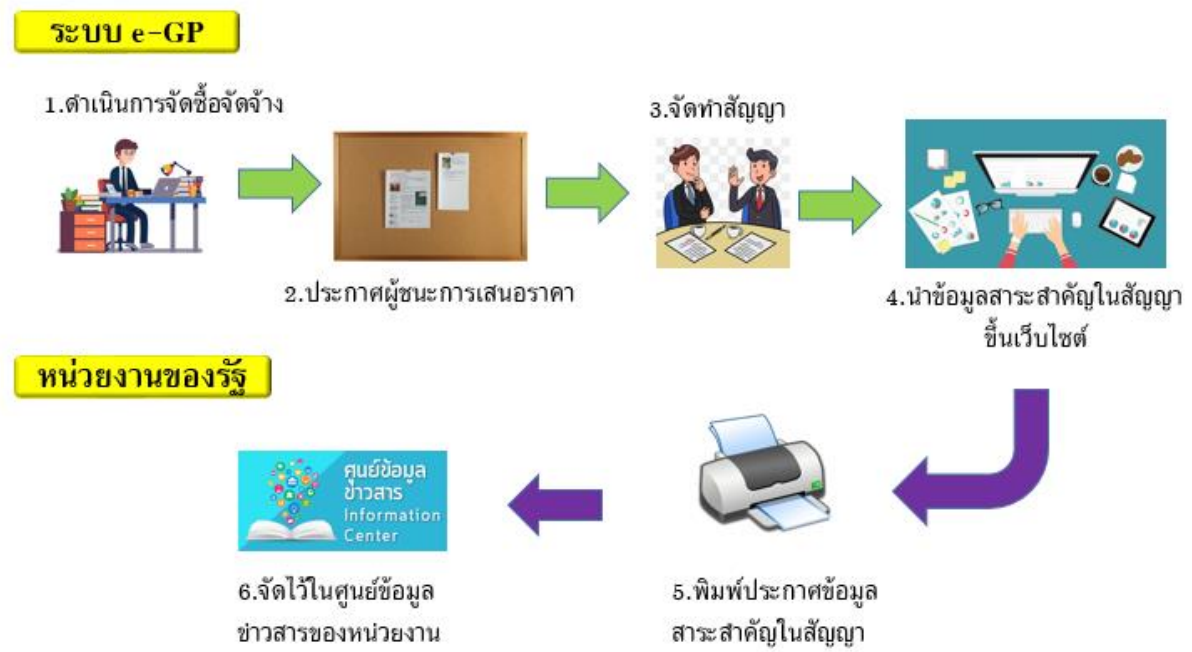 ระบบ e-GP
1.ดำเนินการจัดซื้อจัดจ้าง
2.ประกาศผู้ชนะการเสนอราคา
3.จัดทำสัญญา
4.นำข้อมูลสาระสำคัญในสัญญา
ขึ้นเว็บไซต์
หน่วยงานของรัฐ
5.พิมพ์ประกาศข้อมูล
สาระสำคัญในสัญญา
ศูนย์ข้อมูล
ข่าวสาร
Information
Center
6.จัดไว้ในศูนย์ข้อมูล
ข่าวสารของหน่วยงาน